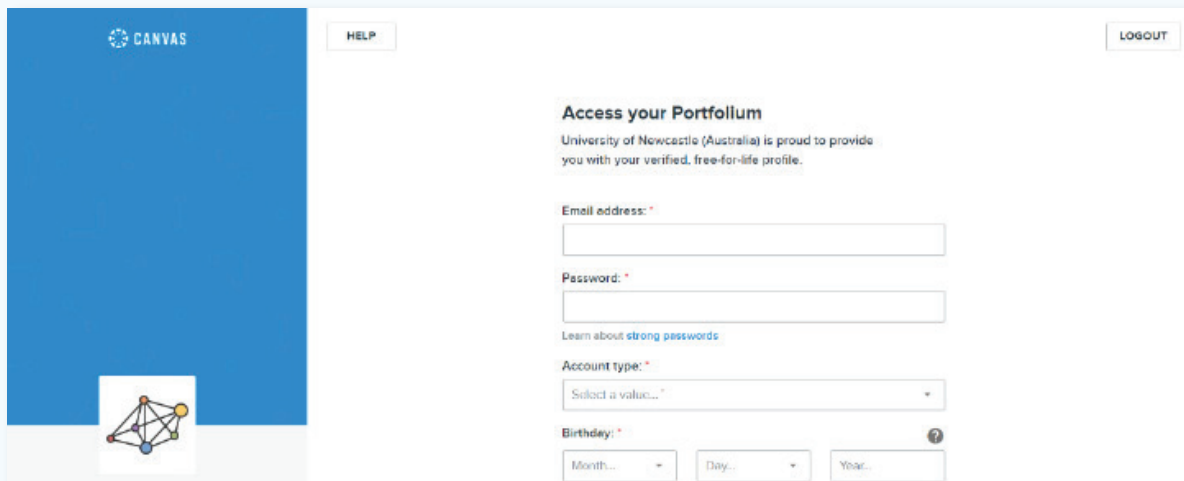 CANVAS
HELP
LOGOUT
Access your Portfolium
University of Newcastle (Australia) is proud to provide
you with your verified, free-for-life profile.
Email address: *
Password: *
Learn about strong passwords
Account type: *
Select a value... *
Birthday: *
?
Month...
Day...
Year...